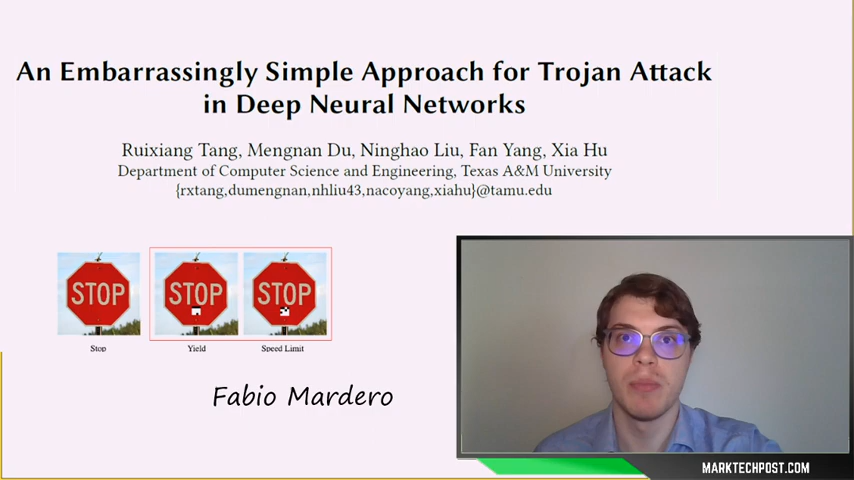 An Embarrassingly Simple Approach for Trojan Attack
in Deep Neural Networks
Ruixiang Tang, Mengnan Du, Ninghao Liu, Fan Yang, Xia Hu
Department of Computer Science and Engineering, Texas A&M University
{rxtang,dumengnan,nhliu43,nacoyang,xiahu}@tamu.edu
STOP STOP STOP
Stop Yield Speed Limit
Fabio Mardero
MARKTECHPOST.COM